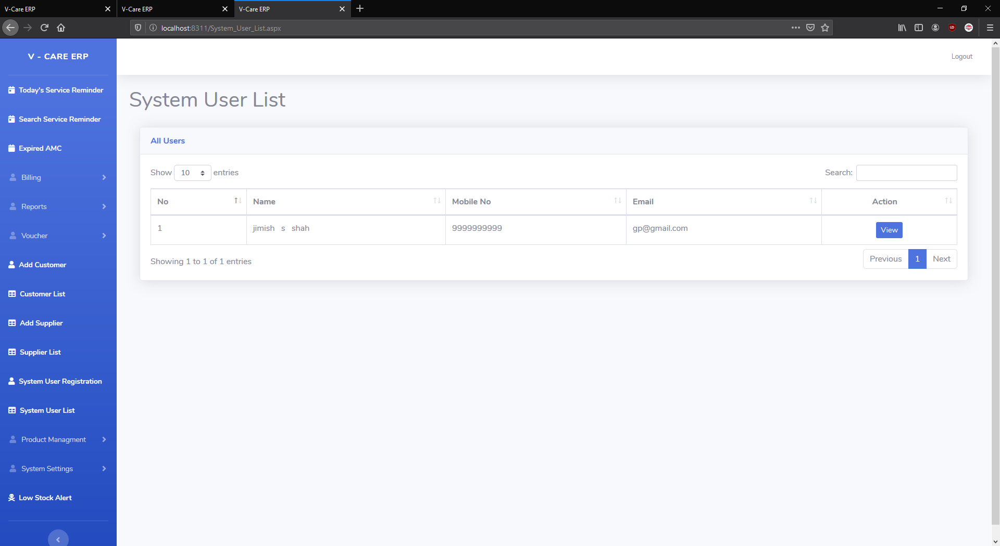 V-Care ERP
V-Care ERP
V-Care ERP
localhost:8311/System_User_List.aspx
V - CARE ERP
Logout
Today's Service Reminder
Search Service Reminder
Expired AMC
Billing
Reports
Voucher
Add Customer
Customer List
Add Supplier
Supplier List
System User Registration
System User List
Product Managment
System Settings
Low Stock Alert
System User List
All Users
Show 10 entries
Search:
No Name Mobile No Email Action
1 jimish s shah 9999999999 gp@gmail.com View
Showing 1 to 1 of 1 entries
Previous 1 Next